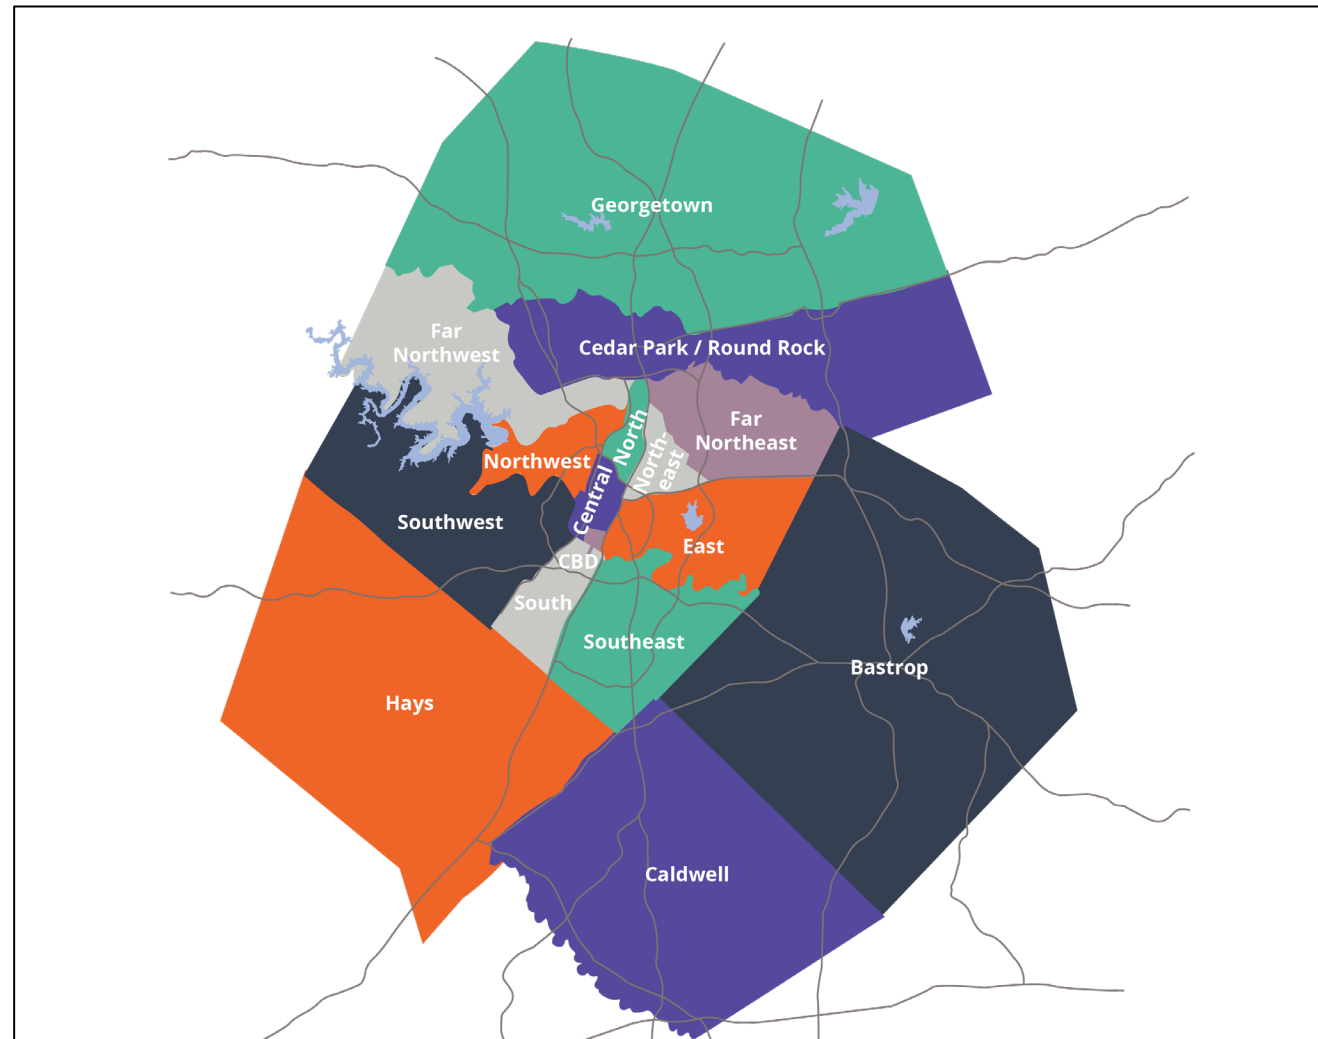 Georgetown
Far
Northwest
Cedar Park / Round Rock
North
Far
Northeast
North-
east
Northwest
Central
Southwest
East
CBD
South
Southeast
Bastrop
Hays
Caldwell